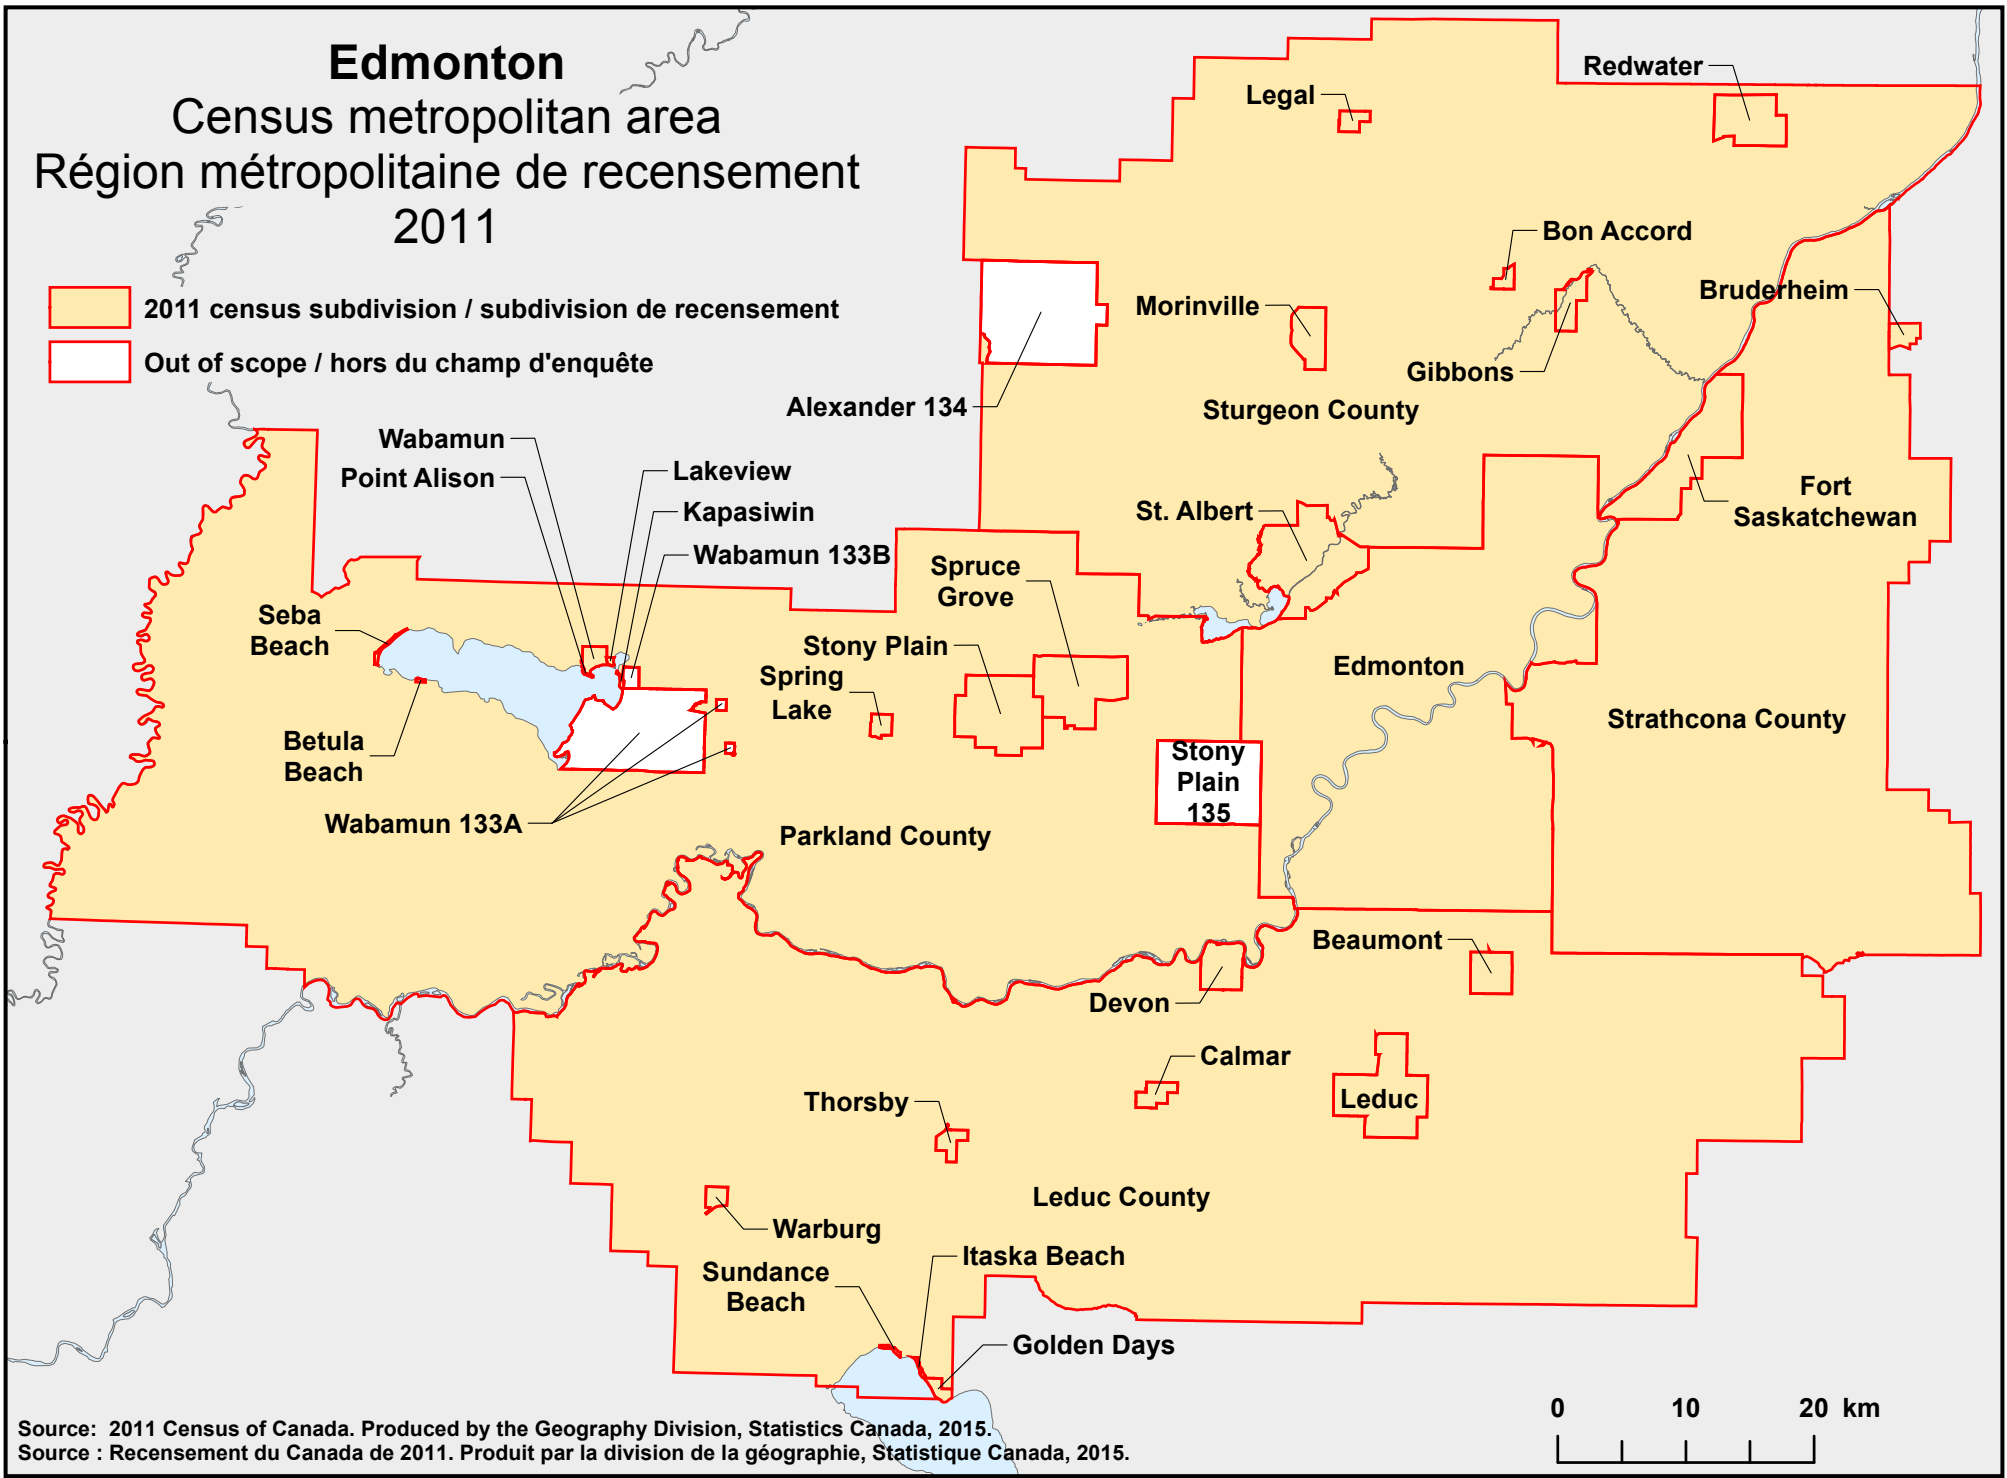 Edmonton
Census metropolitan area
Région métropolitaine de recensement
2011
2011 census subdivision / subdivision de recensement
Out of scope / hors du champ d'enquête
Redwater
Legal
Bon Accord
Bruderheim
Morinville
Gibbons
Alexander 134
Sturgeon County
Wabamun
Point Alison
Lakeview
Kapasiwin
Wabamun 133B
St. Albert
Fort
Saskatchewan
Spruce
Grove
Seba
Beach
Stony Plain
Spring
Lake
Edmonton
Strathcona County
Betula
Beach
Stony
Plain
135
Wabamun 133A
Parkland County
Beaumont
Devon
Calmar
Thorsby
Leduc
Leduc County
Warburg
Itaska Beach
Sundance
Beach
Golden Days
0 10 20 km
Source: 2011 Census of Canada. Produced by the Geography Division, Statistics Canada, 2015.
Source : Recensement du Canada de 2011. Produit par la division de la géographie, Statistique Canada, 2015.